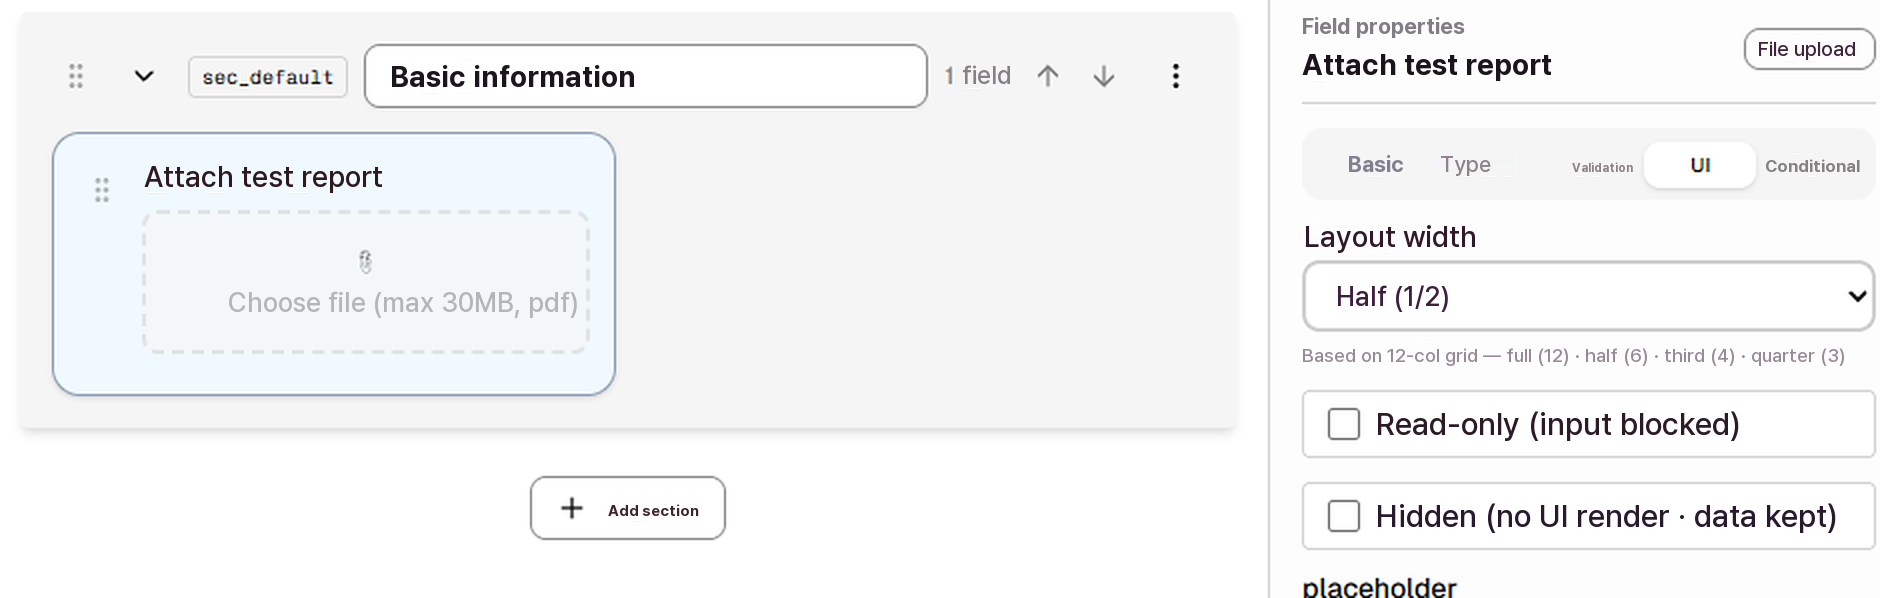 sec_default
Basic information
1 field
Attach test report
Choose file (max 30MB, pdf)
Add section
Field properties
Attach test report
File upload
Basic
Type
Validation
UI
Conditional
Layout width
Half (1/2)
Based on 12-col grid — full (12) · half (6) · third (4) · quarter (3)
Read-only (input blocked)
Hidden (no UI render · data kept)
placeholder